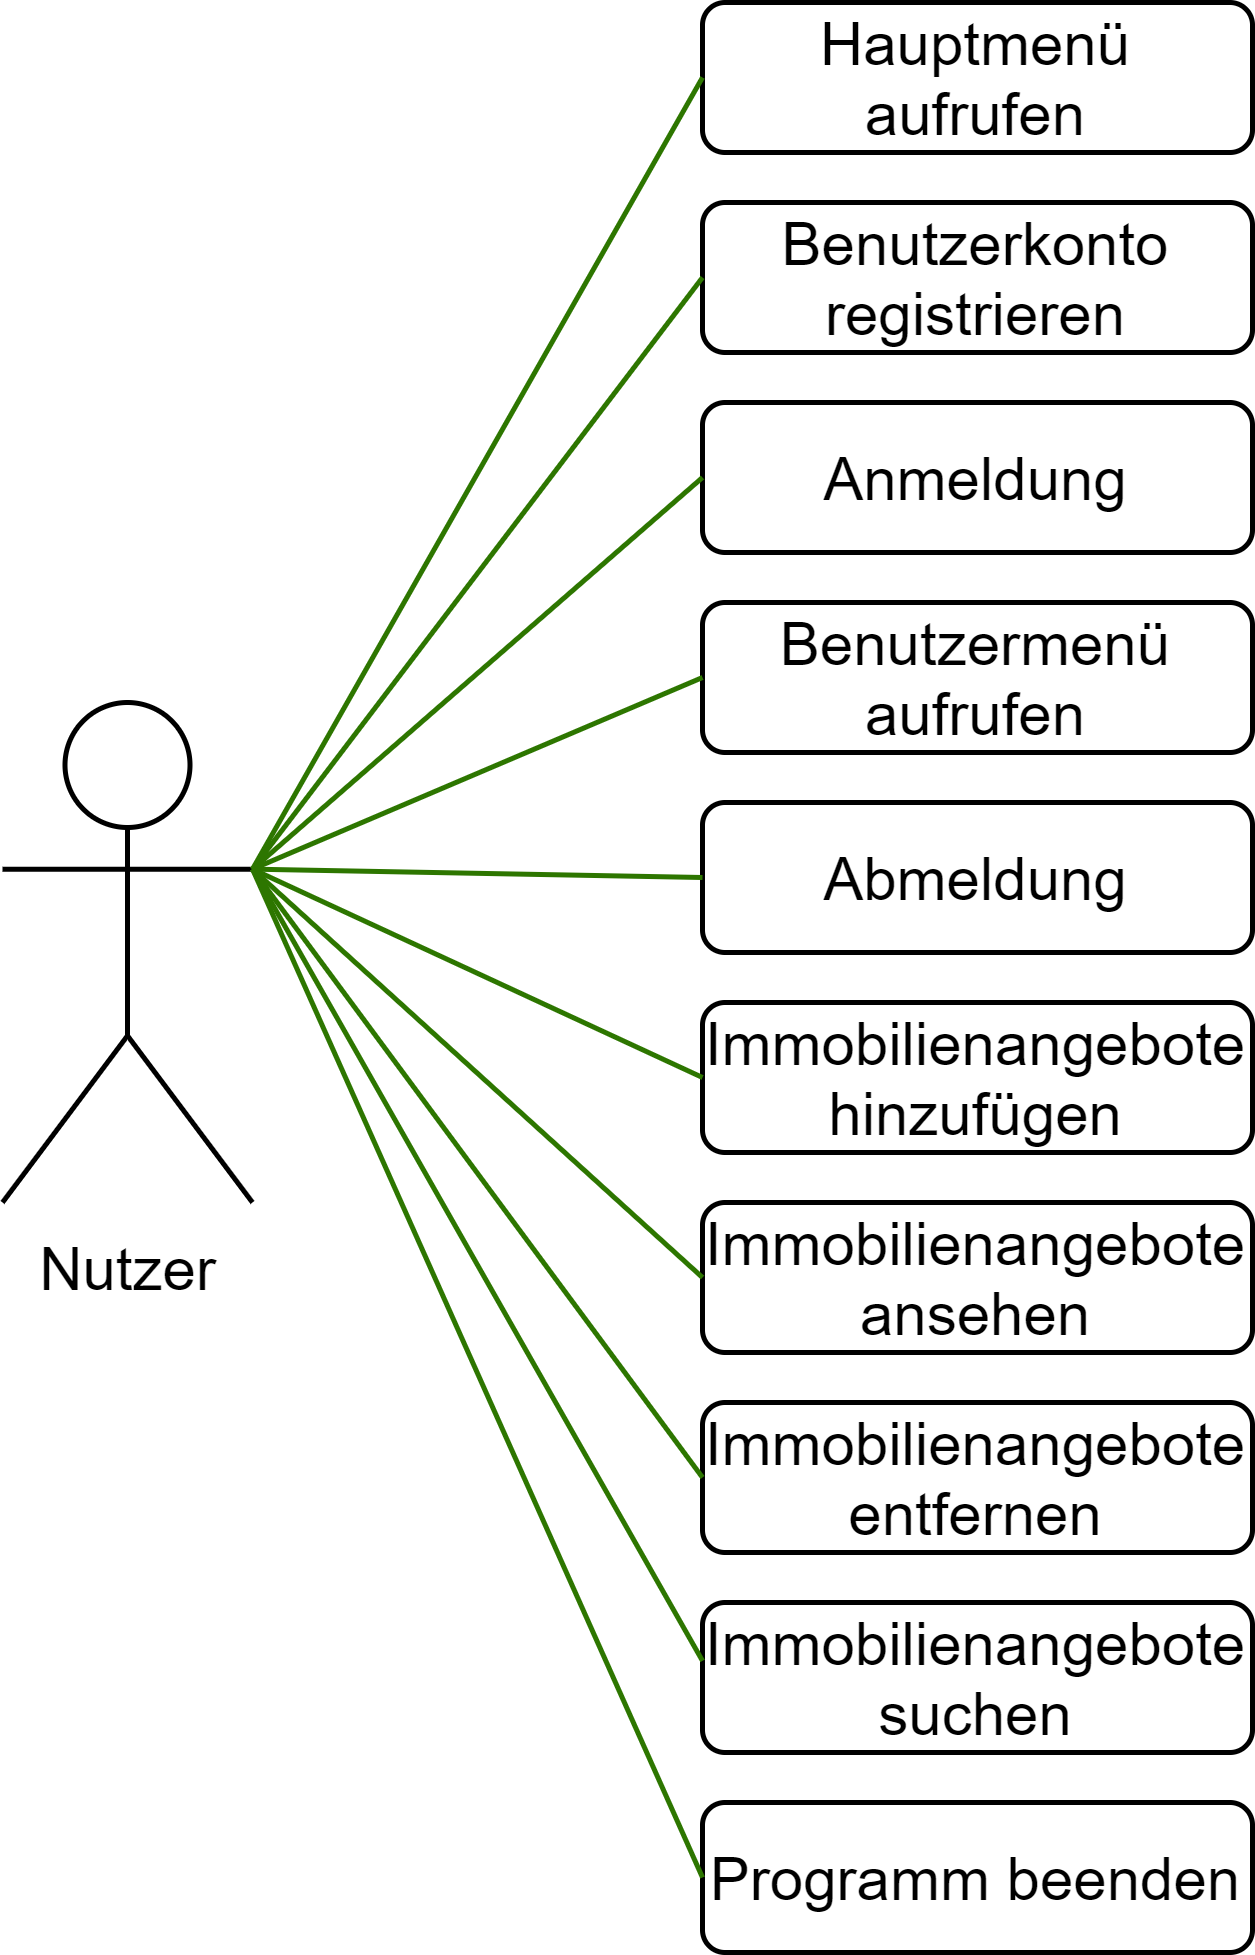 Hauptmenü
aufrufen
Benutzerkonto
registrieren
Anmeldung
Benutzermenü
aufrufen
Abmeldung
Immobilienangebote
hinzufügen
Immobilienangebote
ansehen
Immobilienangebote
entfernen
Immobilienangebote
suchen
Programm beenden
Nutzer